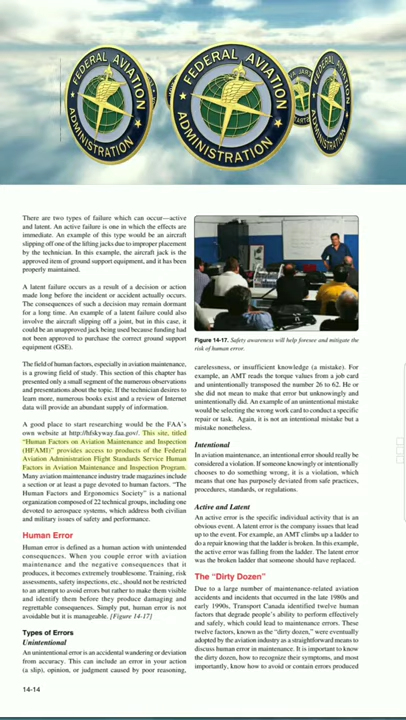 FEDERAL AVIATION
ADMINISTRATION
FEDERAL AVIATION
ADMINISTRATION
FEDERAL AVIATION
ADMINISTRATION
There are two types of failure which can occur—active
and latent. An active failure is one in which the effects are
immediate. An example of this type would be an aircraft
slipping off one of the lifting jacks due to improper placement
by the technician. In this example, the aircraft jack is the
approved item of ground support equipment, and it has been
properly maintained.
A latent failure occurs as a result of a decision or action
made long before the incident or accident actually occurs.
The consequences of such a decision may remain dormant
for a long time. An example of a latent failure could also
involve the aircraft slipping off a joint, but in this case, it
could be an unapproved jack being used because funding had
not been approved to purchase the correct ground support
equipment (GSE).
The field of human factors, especially in aviation maintenance,
is a growing field of study. This section of this chapter has
presented only a small segment of the numerous observations
and presentations about the topic. If the technician desires to
learn more, numerous books exist and a review of Internet
data will provide an abundant supply of information.
A good place to start researching would be the FAA's
own website at http://hfskyway.faa.gov/. This site, titled
"Human Factors on Aviation Maintenance and Inspection
(HFAMI)" provides access to products of the Federal
Aviation Administration Flight Standards Service Human
Factors in Aviation Maintenance and Inspection Program.
Many aviation maintenance industry trade magazines include
a section or at least a page devoted to human factors. "The
Human Factors and Ergonomics Society" is a national
organization composed of 22 technical groups, including one
devoted to aerospace systems, which address both civilian
and military issues of safety and performance.
Human Error
Human error is defined as a human action with unintended
consequences. When you couple error with aviation
maintenance and the negative consequences that it
produces, it becomes extremely troublesome. Training, risk
assessments, safety inspections, etc., should not be restricted
to an attempt to avoid errors but rather to make them visible
and identify them before they produce damaging and
regrettable consequences. Simply put, human error is not
avoidable but it is manageable. [Figure 14-17]
Types of Errors
Unintentional
An unintentional error is an accidental wandering or deviation
from accuracy. This can include an error in your action
(a slip), opinion, or judgment caused by poor reasoning,
14-14
Figure 14-17. Safety awareness will help foresee and mitigate the
risk of human error.
carelessness, or insufficient knowledge (a mistake). For
example, an AMT reads the torque values from a job card
and unintentionally transposed the number 26 to 62. He or
she did not mean to make that error but unknowingly and
unintentionally did. An example of an unintentional mistake
would be selecting the wrong work card to conduct a specific
repair or task. Again, it is not an intentional mistake but a
mistake nonetheless.
Intentional
In aviation maintenance, an intentional error should really be
considered a violation. If someone knowingly or intentionally
chooses to do something wrong, it is a violation, which
means that one has purposely deviated from safe practices,
procedures, standards, or regulations.
Active and Latent
An active error is the specific individual activity that is an
obvious event. A latent error is the company issues that lead
up to the event. For example, an AMT climbs up a ladder to
do a repair knowing that the ladder is broken. In this example,
the active error was falling from the ladder. The latent error
was the broken ladder that someone should have replaced.
The "Dirty Dozen"
Due to a large number of maintenance-related aviation
accidents and incidents that occurred in the late 1980s and
early 1990s, Transport Canada identified twelve human
factors that degrade people's ability to perform effectively
and safely, which could lead to maintenance errors. These
twelve factors, known as the "dirty dozen," were eventually
adopted by the aviation industry as a straightforward means to
discuss human error in maintenance. It is important to know
the dirty dozen, how to recognize their symptoms, and most
importantly, know how to avoid or contain errors produced